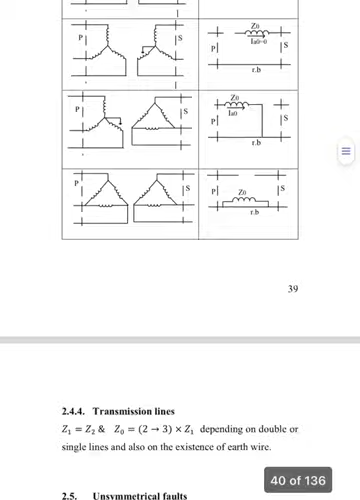 Z0
P
S
P
S
Ia0=0
r.b
Z0
P
S
P
S
Ia0
r.b
P
S
P
S
Z0
r.b
39
2.4.4. Transmission lines
Z₁ = Z₂ & Z₀ = (2 → 3) × Z₁ depending on double or
single lines and also on the existence of earth wire.
40 of 136
2.5. Unsymmetrical faults